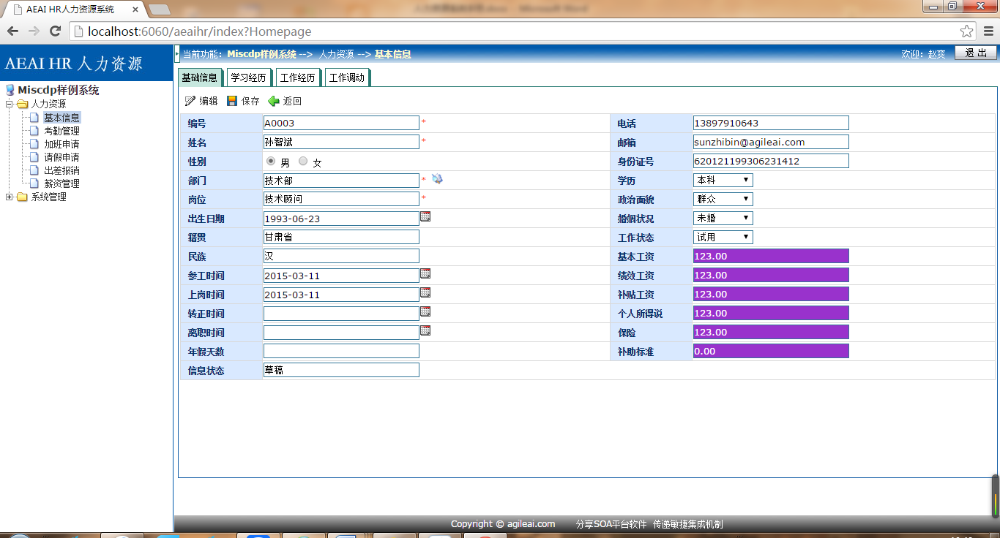 AEAI HR人力资源系统
localhost:6060/aeaihr/index?Homepage
AEAI HR 人力资源
当前功能: Miscdp样例系统 --> 人力资源 --> 基本信息
欢迎: 赵爽
退 出
Miscdp样例系统
人力资源
基本信息
考勤管理
加班申请
请假申请
出差报销
薪资管理
系统管理
基础信息 学习经历 工作经历 工作调动
编辑 保存 返回
编号 A0003 * 电话 13897910643
姓名 孙智斌 * 邮箱 sunzhibin@agileai.com
性别 男 女 身份证号 620121199306231412
部门 技术部 * 学历 本科
岗位 技术顾问 * 政治面貌 群众
出生日期 1993-06-23 婚姻状况 未婚
籍贯 甘肃省 工作状态 试用
民族 汉 基本工资 123.00
参工时间 2015-03-11 绩效工资 123.00
上岗时间 2015-03-11 补贴工资 123.00
转正时间 个人所得说 123.00
离职时间 保险 123.00
年假天数 补助标准 0.00
信息状态 草稿
Copyright © agileai.com 分享SOA平台软件 传递敏捷集成机制